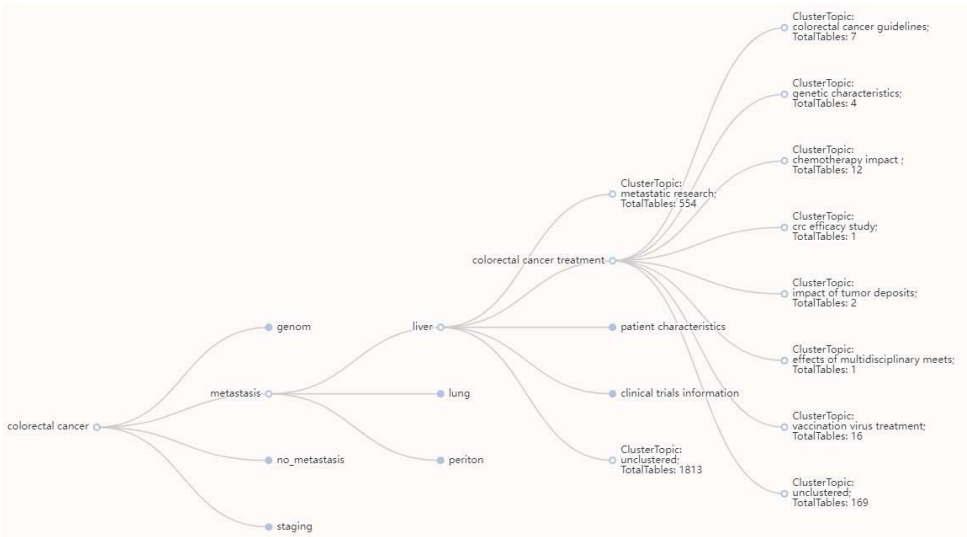 ClusterTopic:
colorectal cancer guidelines;
TotalTables: 7
ClusterTopic:
genetic characteristics;
TotalTables: 4
ClusterTopic:
chemotherapy impact ;
TotalTables: 12
ClusterTopic:
metastatic research;
TotalTables: 554
ClusterTopic:
crc efficacy study;
TotalTables: 1
colorectal cancer treatment
ClusterTopic:
impact of tumor deposits;
TotalTables: 2
genom
liver
patient characteristics
ClusterTopic:
effects of multidisciplinary meets;
TotalTables: 1
metastasis
lung
clinical trials information
colorectal cancer
ClusterTopic:
vaccination virus treatment;
TotalTables: 16
no_metastasis
periton
ClusterTopic:
unclustered;
TotalTables: 1813
ClusterTopic:
unclustered;
TotalTables: 169
staging